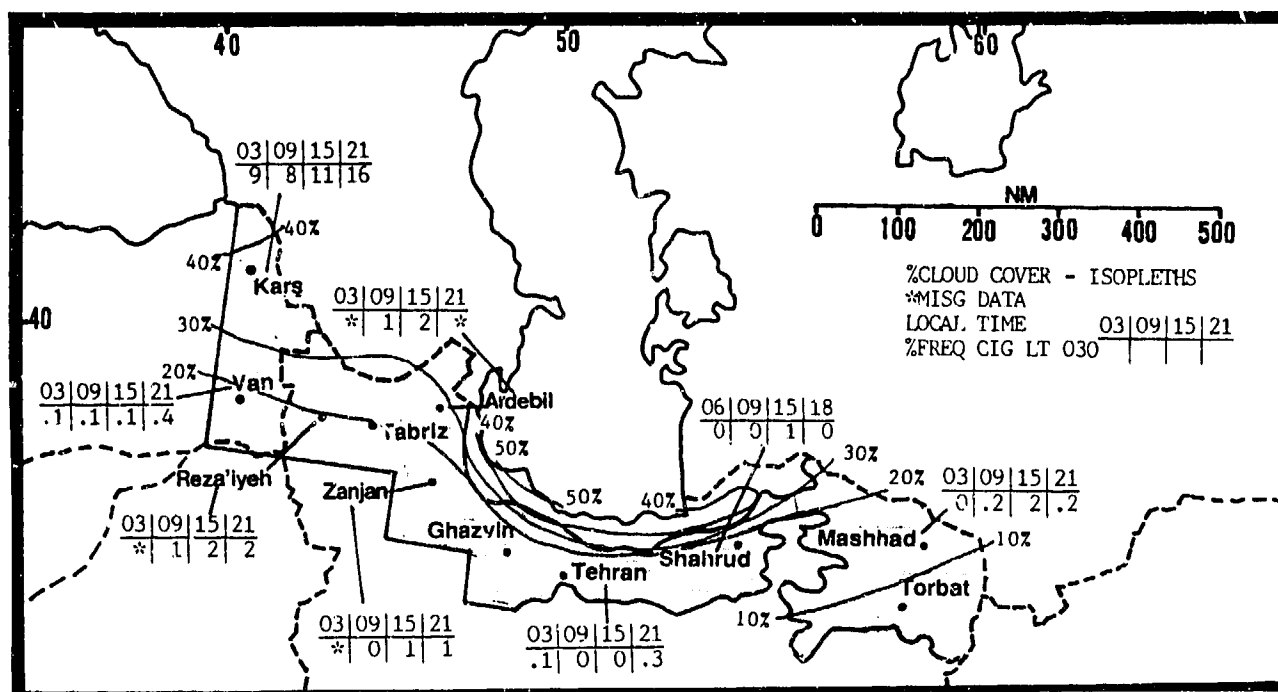 40 50 60
03|09|15|21
9| 8|11|16
NM
0 100 200 300 400 500
40%
40%
Kars
%CLOUD COVER - ISOPLETHS
*MISG DATA
LOCAL TIME 03|09|15|21
%FREQ CIG LT 030
03|09|15|21
*| 1| 2| *
40
30%
20%
Van
03|09|15|21
.1|.1|.1|.4
Ardebil
Tabriz
40%
50%
06|09|15|18
0| 0| 1| 0
30%
20%
Reza'iyeh
Zanjan
50%
40%
03|09|15|21
0|.2| 2|.2
03|09|15|21
*| 1| 2| 2
Ghazvin
Tehran
Shahrud
Mashhad
10%
Torbat
10%
03|09|15|21
*| 0| 1| 1
03|09|15|21
.1| 0| 0|.3